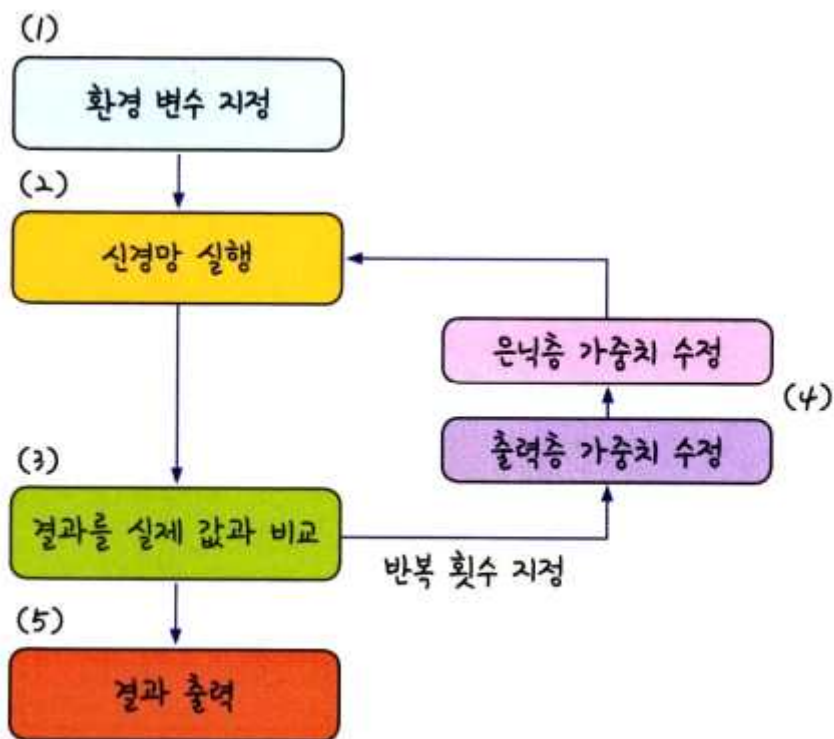 (1)
환경 변수 지정
(2)
신경망 실행
은닉층 가중치 수정
(4)
출력층 가중치 수정
(3)
결과를 실제 값과 비교
반복 횟수 지정
(5)
결과 출력